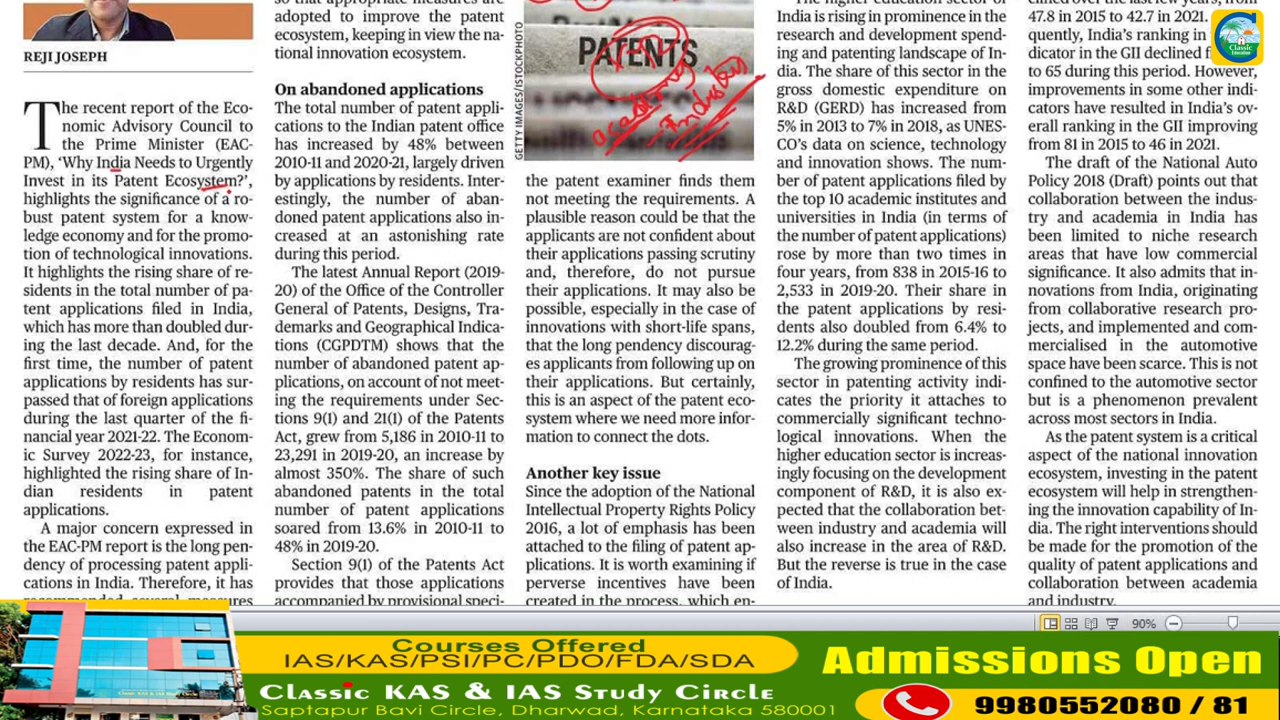 REJI JOSEPH
The recent report of the Eco-
nomic Advisory Council to
the Prime Minister (EAC-
PM), ‘Why India Needs to Urgently
Invest in its Patent Ecosystem?’,
highlights the significance of a ro-
bust patent system for a know-
ledge economy and for the promo-
tion of technological innovations.
It highlights the rising share of re-
sidents in the total number of pa-
tent applications filed in India,
which has more than doubled dur-
ing the last decade. And, for the
first time, the number of patent
applications by residents has sur-
passed that of foreign applications
during the last quarter of the fi-
nancial year 2021-22. The Econom-
ic Survey 2022-23, for instance,
highlighted the rising share of In-
dian residents in patent
applications.
A major concern expressed in
the EAC-PM report is the long pen-
dency of processing patent appli-
cations in India. Therefore, it has
recommended several measures
so that appropriate measures are
adopted to improve the patent
ecosystem, keeping in view the na-
tional innovation ecosystem.
On abandoned applications
The total number of patent appli-
cations to the Indian patent office
has increased by 48% between
2010-11 and 2020-21, largely driven
by applications by residents. Inter-
estingly, the number of aban-
doned patent applications also in-
creased at an astonishing rate
during this period.
The latest Annual Report (2019-
20) of the Office of the Controller
General of Patents, Designs, Tra-
demarks and Geographical Indica-
tions (CGPDTM) shows that the
number of abandoned patent ap-
plications, on account of not meet-
ing the requirements under Sec-
tions 9(1) and 21(1) of the Patents
Act, grew from 5,186 in 2010-11 to
23,291 in 2019-20, an increase by
almost 350%. The share of such
abandoned patents in the total
number of patent applications
soared from 13.6% in 2010-11 to
48% in 2019-20.
Section 9(1) of the Patents Act
provides that those applications
accompanied by provisional speci-
PATENTS
academy
Industry
GETTY IMAGES/ISTOCKPHOTO
the patent examiner finds them
not meeting the requirements. A
plausible reason could be that the
applicants are not confident about
their applications passing scrutiny
and, therefore, do not pursue
their applications. It may also be
possible, especially in the case of
innovations with short-life spans,
that the long pendency discourag-
es applicants from following up on
their applications. But certainly,
this is an aspect of the patent eco-
system where we need more infor-
mation to connect the dots.
Another key issue
Since the adoption of the National
Intellectual Property Rights Policy
2016, a lot of emphasis has been
attached to the filing of patent ap-
plications. It is worth examining if
perverse incentives have been
created in the process, which en-
The higher education sector of
India is rising in prominence in the
research and development spend-
ing and patenting landscape of In-
dia. The share of this sector in the
gross domestic expenditure on
R&D (GERD) has increased from
5% in 2013 to 7% in 2018, as UNES-
CO’s data on science, technology
and innovation shows. The num-
ber of patent applications filed by
the top 10 academic institutes and
universities in India (in terms of
the number of patent applications)
rose by more than two times in
four years, from 838 in 2015-16 to
2,533 in 2019-20. Their share in
the patent applications by resi-
dents also doubled from 6.4% to
12.2% during the same period.
The growing prominence of this
sector in patenting activity indi-
cates the priority it attaches to
commercially significant techno-
logical innovations. When the
higher education sector is increas-
ingly focusing on the development
component of R&D, it is also ex-
pected that the collaboration bet-
ween industry and academia will
also increase in the area of R&D.
But the reverse is true in the case
of India.
clined over the last few years, from
47.8 in 2015 to 42.7 in 2021.
quently, India’s ranking in
dicator in the GII declined
to 65 during this period. However,
improvements in some other indi-
cators have resulted in India’s ov-
erall ranking in the GII improving
from 81 in 2015 to 46 in 2021.
The draft of the National Auto
Policy 2018 (Draft) points out that
collaboration between the indus-
try and academia in India has
been limited to niche research
areas that have low commercial
significance. It also admits that in-
novations from India, originating
from collaborative research pro-
jects, and implemented and com-
mercialised in the automotive
space have been scarce. This is not
confined to the automotive sector
but is a phenomenon prevalent
across most sectors in India.
As the patent system is a critical
aspect of the national innovation
ecosystem, investing in the patent
ecosystem will help in strengthen-
ing the innovation capability of In-
dia. The right interventions should
be made for the promotion of the
quality of patent applications and
collaboration between academia
and industry.
Classic
Education
90%
Courses Offered
IAS/KAS/PSI/PC/PDO/FDA/SDA
Classic KAS & IAS Study Circle
Saptapur Bavi Circle, Dharwad, Karnataka 580001
Admissions Open
9980552080 / 81